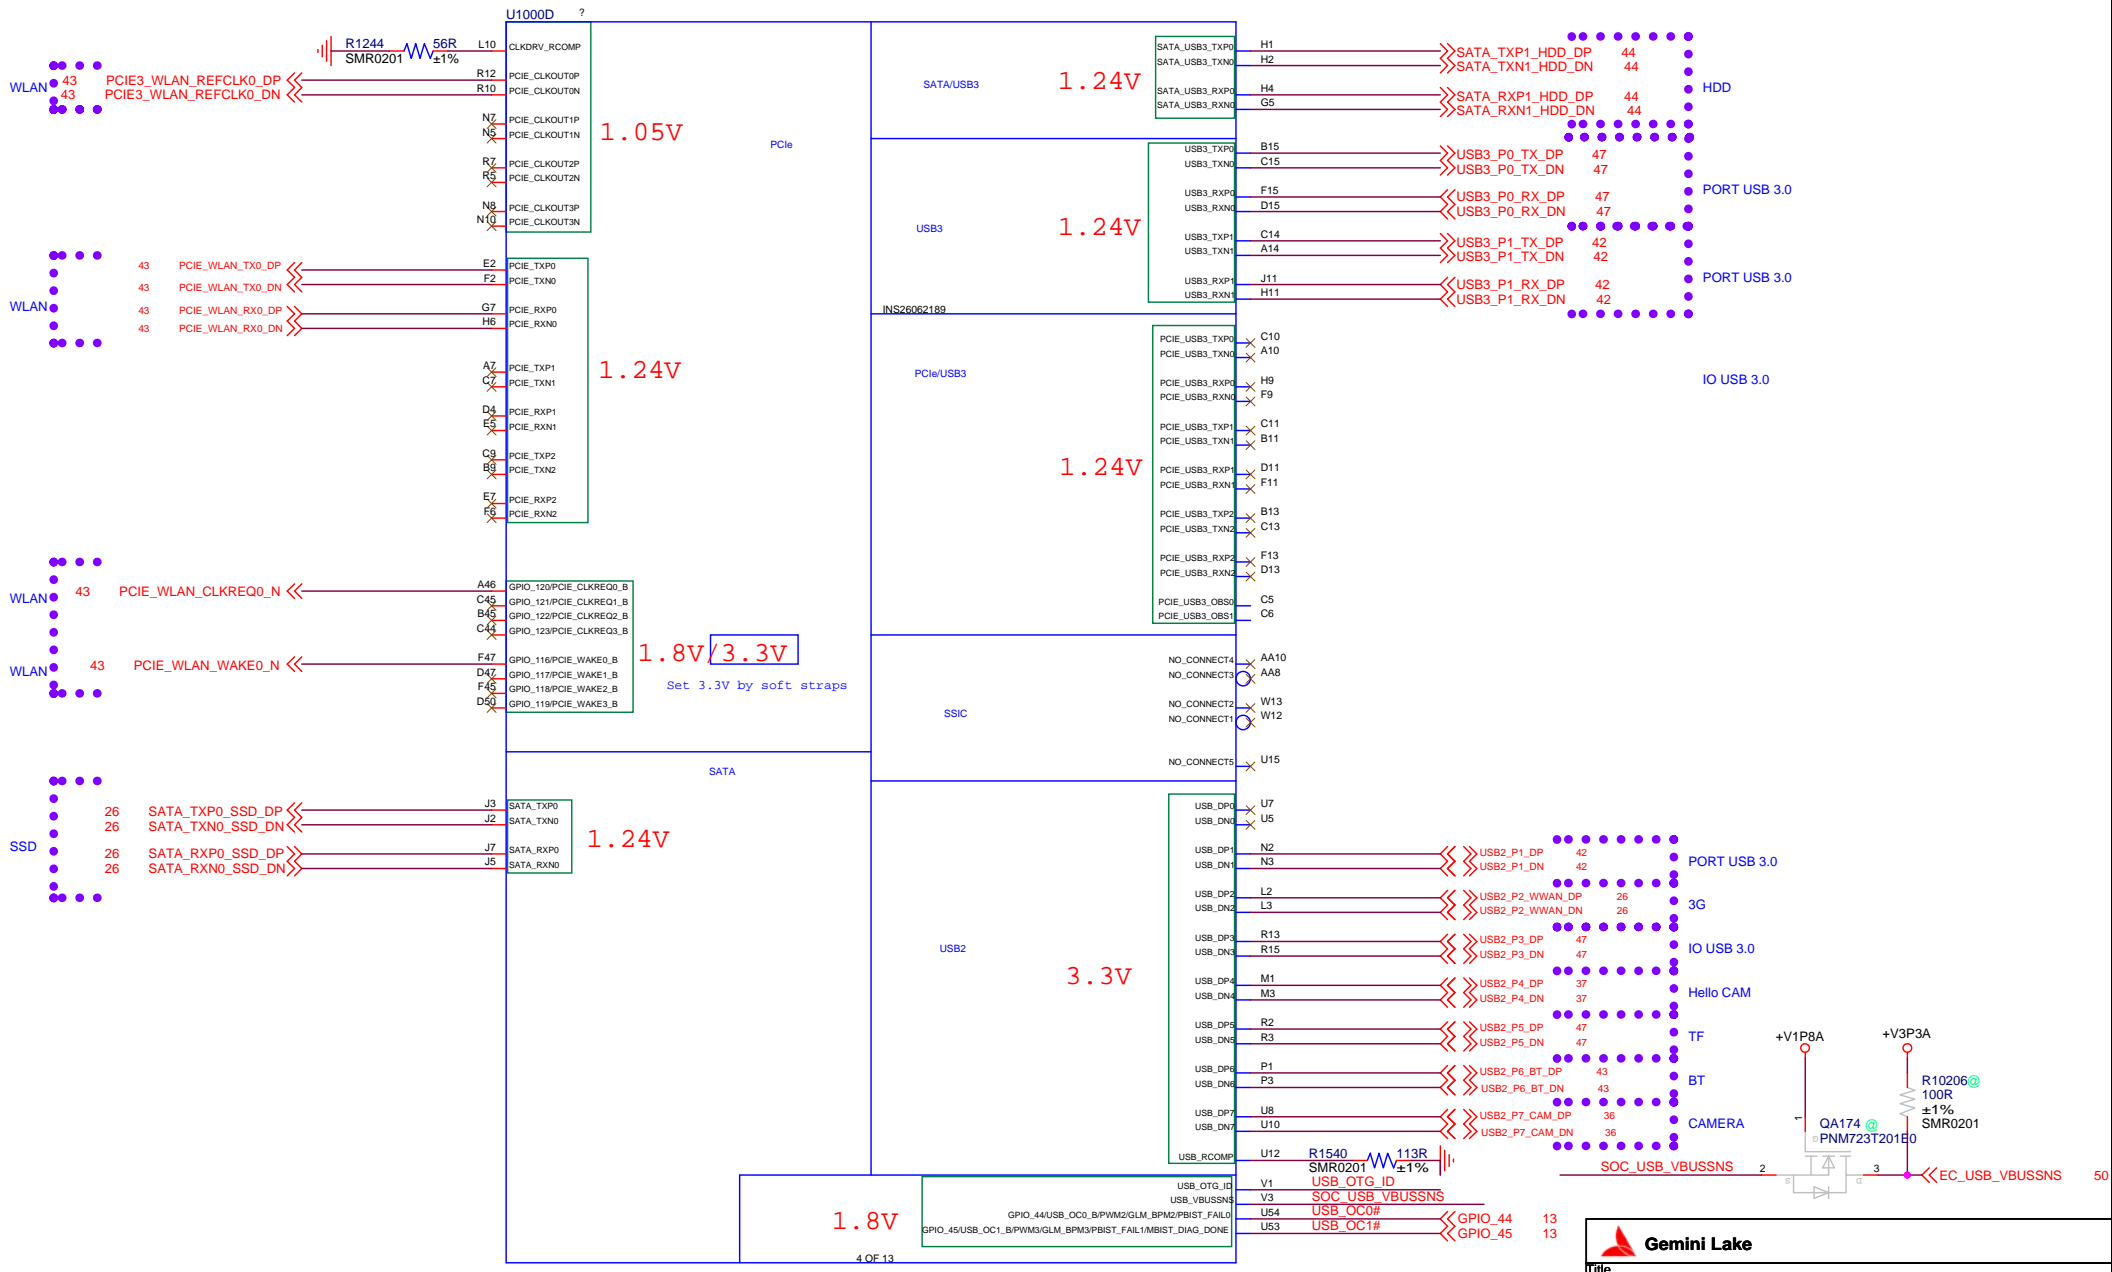 U1000D ?
R1244 56R L10 CLKDRV_RCOMP
SMR0201 ±1%
WLAN
43 PCIE3_WLAN_REFCLK0_DP R12 PCIE_CLKOUT0P
43 PCIE3_WLAN_REFCLK0_DN R10 PCIE_CLKOUT0N
N7 PCIE_CLKOUT1P
N5 PCIE_CLKOUT1N
1.05V
R7 PCIE_CLKOUT2P
R5 PCIE_CLKOUT2N
N8 PCIE_CLKOUT3P
N10 PCIE_CLKOUT3N
PCIe
WLAN
43 PCIE_WLAN_TX0_DP E2 PCIE_TXP0
43 PCIE_WLAN_TX0_DN F2 PCIE_TXN0
43 PCIE_WLAN_RX0_DP G7 PCIE_RXP0
43 PCIE_WLAN_RX0_DN H6 PCIE_RXN0
A7 PCIE_TXP1
C7 PCIE_TXN1
1.24V
D4 PCIE_RXP1
E5 PCIE_RXN1
C9 PCIE_TXP2
B9 PCIE_TXN2
E7 PCIE_RXP2
F6 PCIE_RXN2
WLAN
43 PCIE_WLAN_CLKREQ0_N A46 GPIO_120/PCIE_CLKREQ0_B
C45 GPIO_121/PCIE_CLKREQ1_B
B45 GPIO_122/PCIE_CLKREQ2_B
C44 GPIO_123/PCIE_CLKREQ3_B
1.8V/3.3V
WLAN
43 PCIE_WLAN_WAKE0_N F47 GPIO_116/PCIE_WAKE0_B
D47 GPIO_117/PCIE_WAKE1_B
F45 GPIO_118/PCIE_WAKE2_B
D50 GPIO_119/PCIE_WAKE3_B
Set 3.3V by soft straps
SATA
SSD
26 SATA_TXP0_SSD_DP J3 SATA_TXP0
26 SATA_TXN0_SSD_DN J2 SATA_TXN0
1.24V
26 SATA_RXP0_SSD_DP J7 SATA_RXP0
26 SATA_RXN0_SSD_DN J5 SATA_RXN0
SATA/USB3
1.24V
SATA_USB3_TXP0 H1 SATA_TXP1_HDD_DP 44
SATA_USB3_TXN0 H2 SATA_TXN1_HDD_DN 44
SATA_USB3_RXP0 H4 SATA_RXP1_HDD_DP 44
SATA_USB3_RXN0 G5 SATA_RXN1_HDD_DN 44
HDD
USB3
1.24V
USB3_TXP0 B15 USB3_P0_TX_DP 47
USB3_TXN0 C15 USB3_P0_TX_DN 47
USB3_RXP0 F15 USB3_P0_RX_DP 47
USB3_RXN0 D15 USB3_P0_RX_DN 47
PORT USB 3.0
USB3_TXP1 C14 USB3_P1_TX_DP 42
USB3_TXN1 A14 USB3_P1_TX_DN 42
USB3_RXP1 J11 USB3_P1_RX_DP 42
USB3_RXN1 H11 USB3_P1_RX_DN 42
PORT USB 3.0
INS26062189
PCIe/USB3
1.24V
IO USB 3.0
PCIE_USB3_TXP0 C10
PCIE_USB3_TXN0 A10
PCIE_USB3_RXP0 H9
PCIE_USB3_RXN0 F9
PCIE_USB3_TXP1 C11
PCIE_USB3_TXN1 B11
PCIE_USB3_RXP1 D11
PCIE_USB3_RXN1 F11
PCIE_USB3_TXP2 B13
PCIE_USB3_TXN2 C13
PCIE_USB3_RXP2 F13
PCIE_USB3_RXN2 D13
PCIE_USB3_OBS0 C5
PCIE_USB3_OBS1 C6
SSIC
NO_CONNECT4 AA10
NO_CONNECT3 AA8
NO_CONNECT2 W13
NO_CONNECT1 W12
NO_CONNECT5 U15
USB2
3.3V
USB_DP0 U7
USB_DN0 U5
USB_DP1 N2 USB2_P1_DP 42
USB_DN1 N3 USB2_P1_DN 42
PORT USB 3.0
USB_DP2 L2 USB2_P2_WWAN_DP 26
USB_DN2 L3 USB2_P2_WWAN_DN 26
3G
USB_DP3 R13 USB2_P3_DP 47
USB_DN3 R15 USB2_P3_DN 47
IO USB 3.0
USB_DP4 M1 USB2_P4_DP 37
USB_DN4 M3 USB2_P4_DN 37
Hello CAM
USB_DP5 R2 USB2_P5_DP 47
USB_DN5 R3 USB2_P5_DN 47
TF
USB_DP6 P1 USB2_P6_BT_DP 43
USB_DN6 P3 USB2_P6_BT_DN 43
BT
USB_DP7 U8 USB2_P7_CAM_DP 36
USB_DN7 U10 USB2_P7_CAM_DN 36
CAMERA
USB_RCOMP U12 R1540 113R
SMR0201 ±1%
1.8V
USB_OTG_ID V1 USB_OTG_ID
USB_VBUSSNS V3 SOC_USB_VBUSSNS
GPIO_44/USB_OC0_B/PWM2/GLM_BPM2/PBIST_FAIL0 U54 USB_OC0# GPIO_44 13
GPIO_45/USB_OC1_B/PWM3/GLM_BPM3/PBIST_FAIL1/MBIST_DIAG_DONE U53 USB_OC1# GPIO_45 13
4 OF 13
+V1P8A +V3P3A
R10206@
100R
±1%
SMR0201
1
QA174 @
PNM723T201E0
D
G
S
SOC_USB_VBUSSNS 2 3 EC_USB_VBUSSNS 50
Gemini Lake
Title